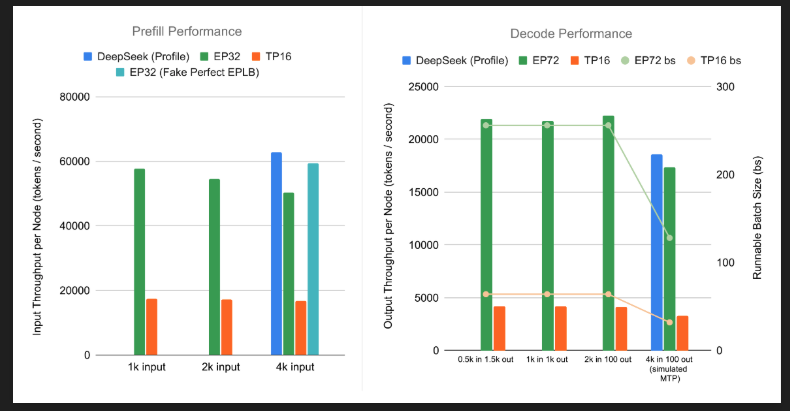 Prefill Performance
DeepSeek (Profile) EP32 TP16
EP32 (Fake Perfect EPLB)
Input Throughput per Node (tokens / second)
80000
60000
40000
20000
0
1k input 2k input 4k input
Decode Performance
DeepSeek (Profile) EP72 TP16 EP72 bs TP16 bs
Output Throughput per Node (tokens / second)
25000
20000
15000
10000
5000
0
300
200
100
0
Runnable Batch Size (bs)
0.5k in 1.5k out 1k in 1k out 2k in 100 out 4k in 100 out
(simulated
MTP)